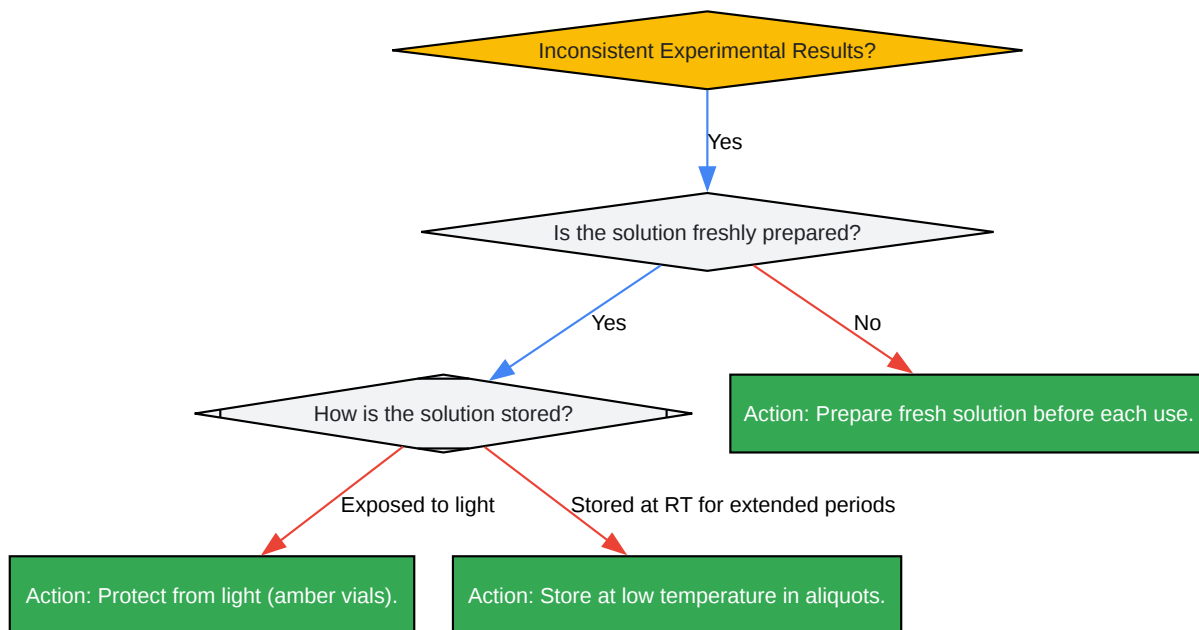 Inconsistent Experimental Results?
Yes
Is the solution freshly prepared?
Yes
No
How is the solution stored?
Action: Prepare fresh solution before each use.
Exposed to light
Stored at RT for extended periods
Action: Protect from light (amber vials).
Action: Store at low temperature in aliquots.